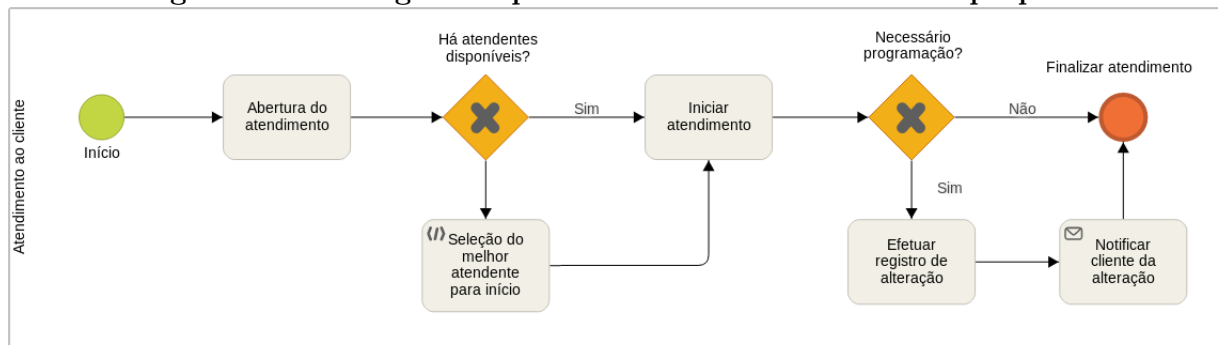 Atendimento ao cliente
Início
Abertura do
atendimento
Há atendentes
disponíveis?
Sim
Seleção do
melhor
atendente
para início
Iniciar
atendimento
Necessário
programação?
Não
Sim
Finalizar atendimento
Efetuar
registro de
alteração
Notificar
cliente da
alteração